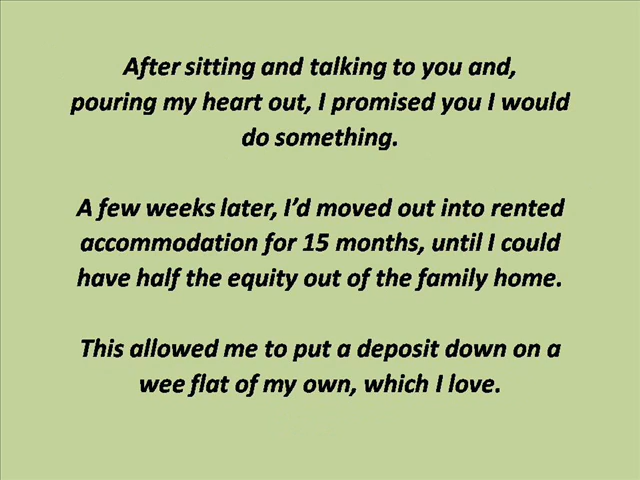 After sitting and talking to you and,
pouring my heart out, I promised you I would
do something.
A few weeks later, I’d moved out into rented
accommodation for 15 months, until I could
have half the equity out of the family home.
This allowed me to put a deposit down on a
wee flat of my own, which I love.